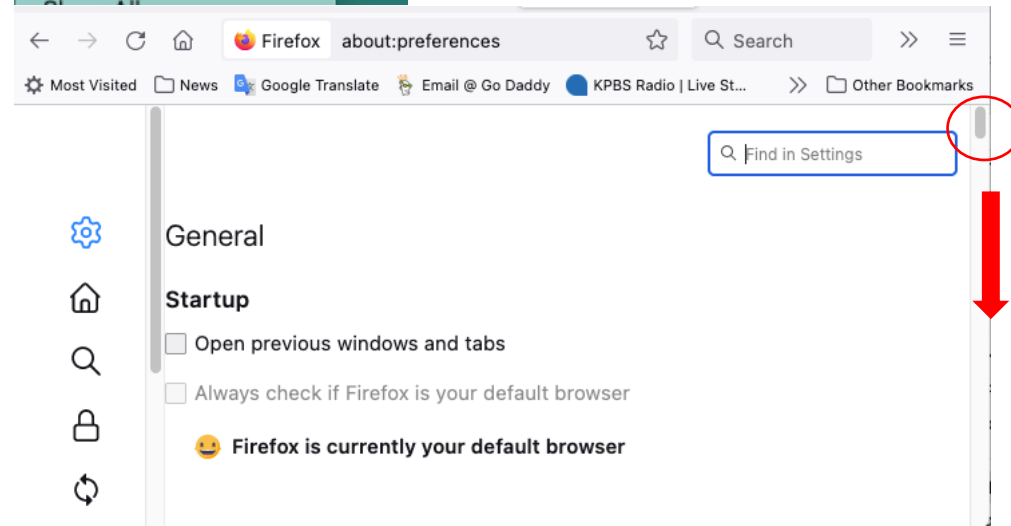 Firefox about:preferences Search
Most Visited News Google Translate Email @ Go Daddy KPBS Radio | Live St... Other Bookmarks
Find in Settings
General
Startup
Open previous windows and tabs
Always check if Firefox is your default browser
Firefox is currently your default browser